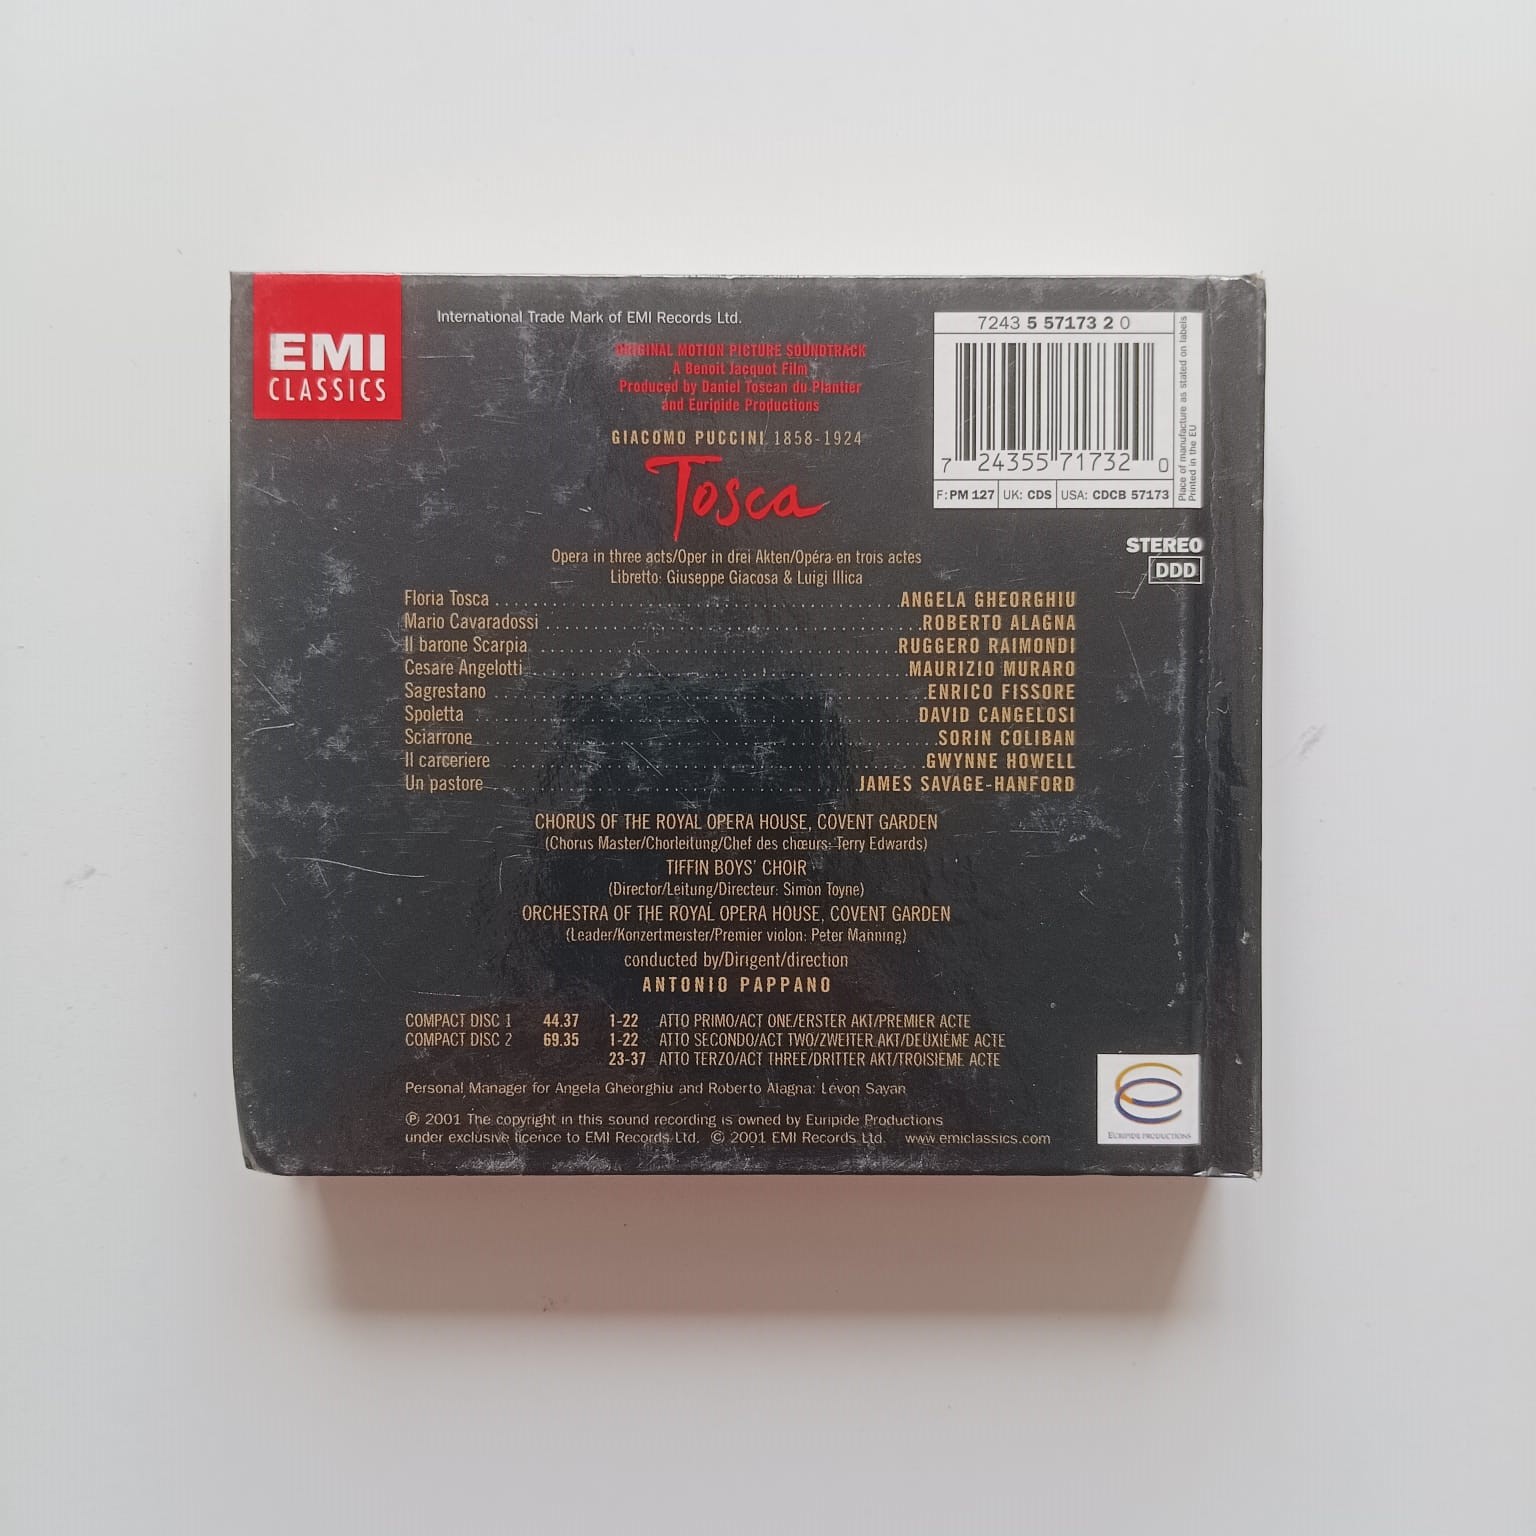 EMI
CLASSICS
International Trade Mark of EMI Records Ltd.
ORIGINAL MOTION PICTURE SOUNDTRACK
A Benoît Jacquot Film
Produced by Daniel Toscan du Plantier
and Euripide Productions
GIACOMO PUCCINI 1858-1924
Tosca
Opera in three acts/Oper in drei Akten/Opéra en trois actes
Libretto: Giuseppe Giacosa & Luigi Illica
Floria Tosca . . . . . . . . . . ANGELA GHEORGHIU
Mario Cavaradossi . . . . . . . . . . ROBERTO ALAGNA
Il barone Scarpia . . . . . . . . . . RUGGERO RAIMONDI
Cesare Angelotti . . . . . . . . . . MAURIZIO MURARO
Sagrestano . . . . . . . . . . ENRICO FISSORE
Spoletta . . . . . . . . . . DAVID CANGELOSI
Sciarrone . . . . . . . . . . SORIN COLIBAN
Il carceriere . . . . . . . . . . GWYNNE HOWELL
Un pastore . . . . . . . . . . JAMES SAVAGE-HANFORD
CHORUS OF THE ROYAL OPERA HOUSE, COVENT GARDEN
(Chorus Master/Chorleitung/Chef des chœurs: Terry Edwards)
TIFFIN BOYS' CHOIR
(Director/Leitung/Directeur: Simon Toyne)
ORCHESTRA OF THE ROYAL OPERA HOUSE, COVENT GARDEN
(Leader/Konzertmeister/Premier violon: Peter Manning)
conducted by/Dirigent/direction
ANTONIO PAPPANO
COMPACT DISC 1 44.37 1-22 ATTO PRIMO/ACT ONE/ERSTER AKT/PREMIER ACTE
COMPACT DISC 2 69.35 1-22 ATTO SECONDO/ACT TWO/ZWEITER AKT/DEUXIÈME ACTE
23-37 ATTO TERZO/ACT THREE/DRITTER AKT/TROISIÈME ACTE
Personal Manager for Angela Gheorghiu and Roberto Alagna: Levon Sayan
℗ 2001 The copyright in this sound recording is owned by Euripide Productions
under exclusive licence to EMI Records Ltd. © 2001 EMI Records Ltd. www.emiclassics.com
7243 5 57173 2 0
7 24355 71732 0
F: PM 127 UK: CDS USA: CDCB 57173
Place of manufacture as stated on labels
Printed in the EU
STEREO
DDD
EURIPIDE PRODUCTIONS